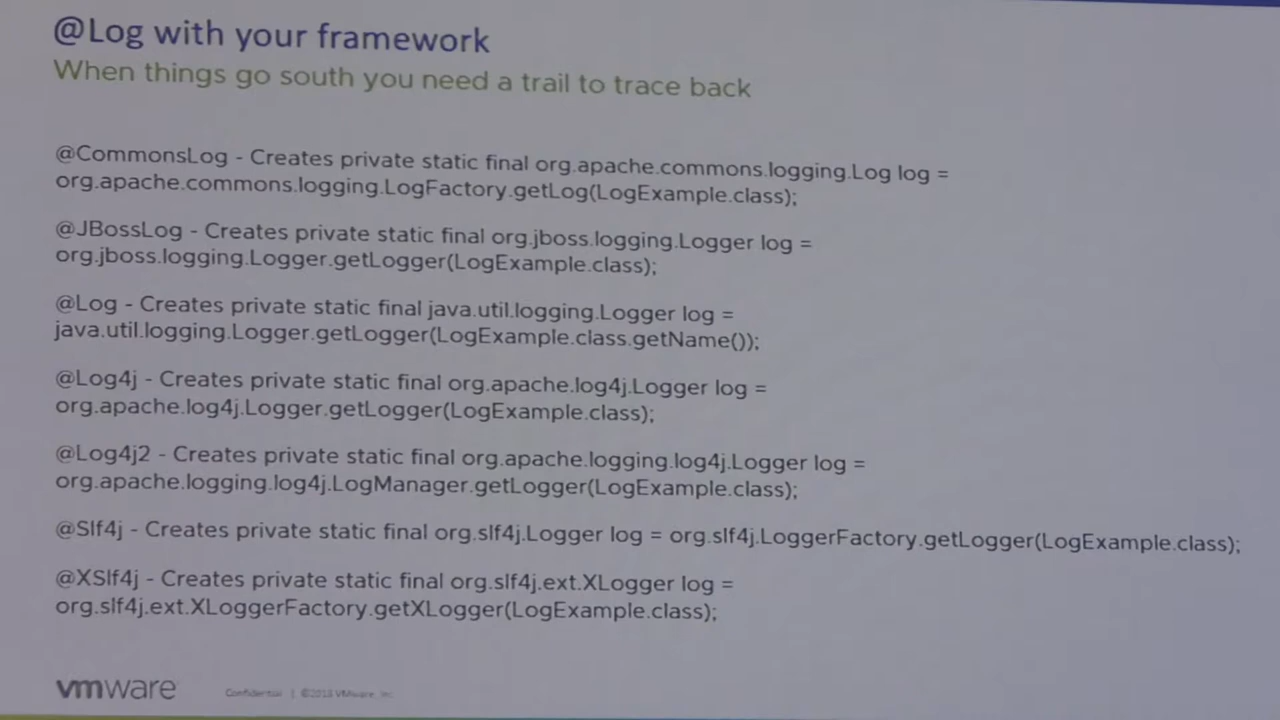 @Log with your framework
When things go south you need a trail to trace back
@CommonsLog - Creates private static final org.apache.commons.logging.Log log =
org.apache.commons.logging.LogFactory.getLog(LogExample.class);
@JBossLog - Creates private static final org.jboss.logging.Logger log =
org.jboss.logging.Logger.getLogger(LogExample.class);
@Log - Creates private static final java.util.logging.Logger log =
java.util.logging.Logger.getLogger(LogExample.class.getName());
@Log4j - Creates private static final org.apache.log4j.Logger log =
org.apache.log4j.Logger.getLogger(LogExample.class);
@Log4j2 - Creates private static final org.apache.logging.log4j.Logger log =
org.apache.logging.log4j.LogManager.getLogger(LogExample.class);
@Slf4j - Creates private static final org.slf4j.Logger log = org.slf4j.LoggerFactory.getLogger(LogExample.class);
@XSlf4j - Creates private static final org.slf4j.ext.XLogger log =
org.slf4j.ext.XLoggerFactory.getXLogger(LogExample.class);
vmware
Confidential | VMware, Inc.